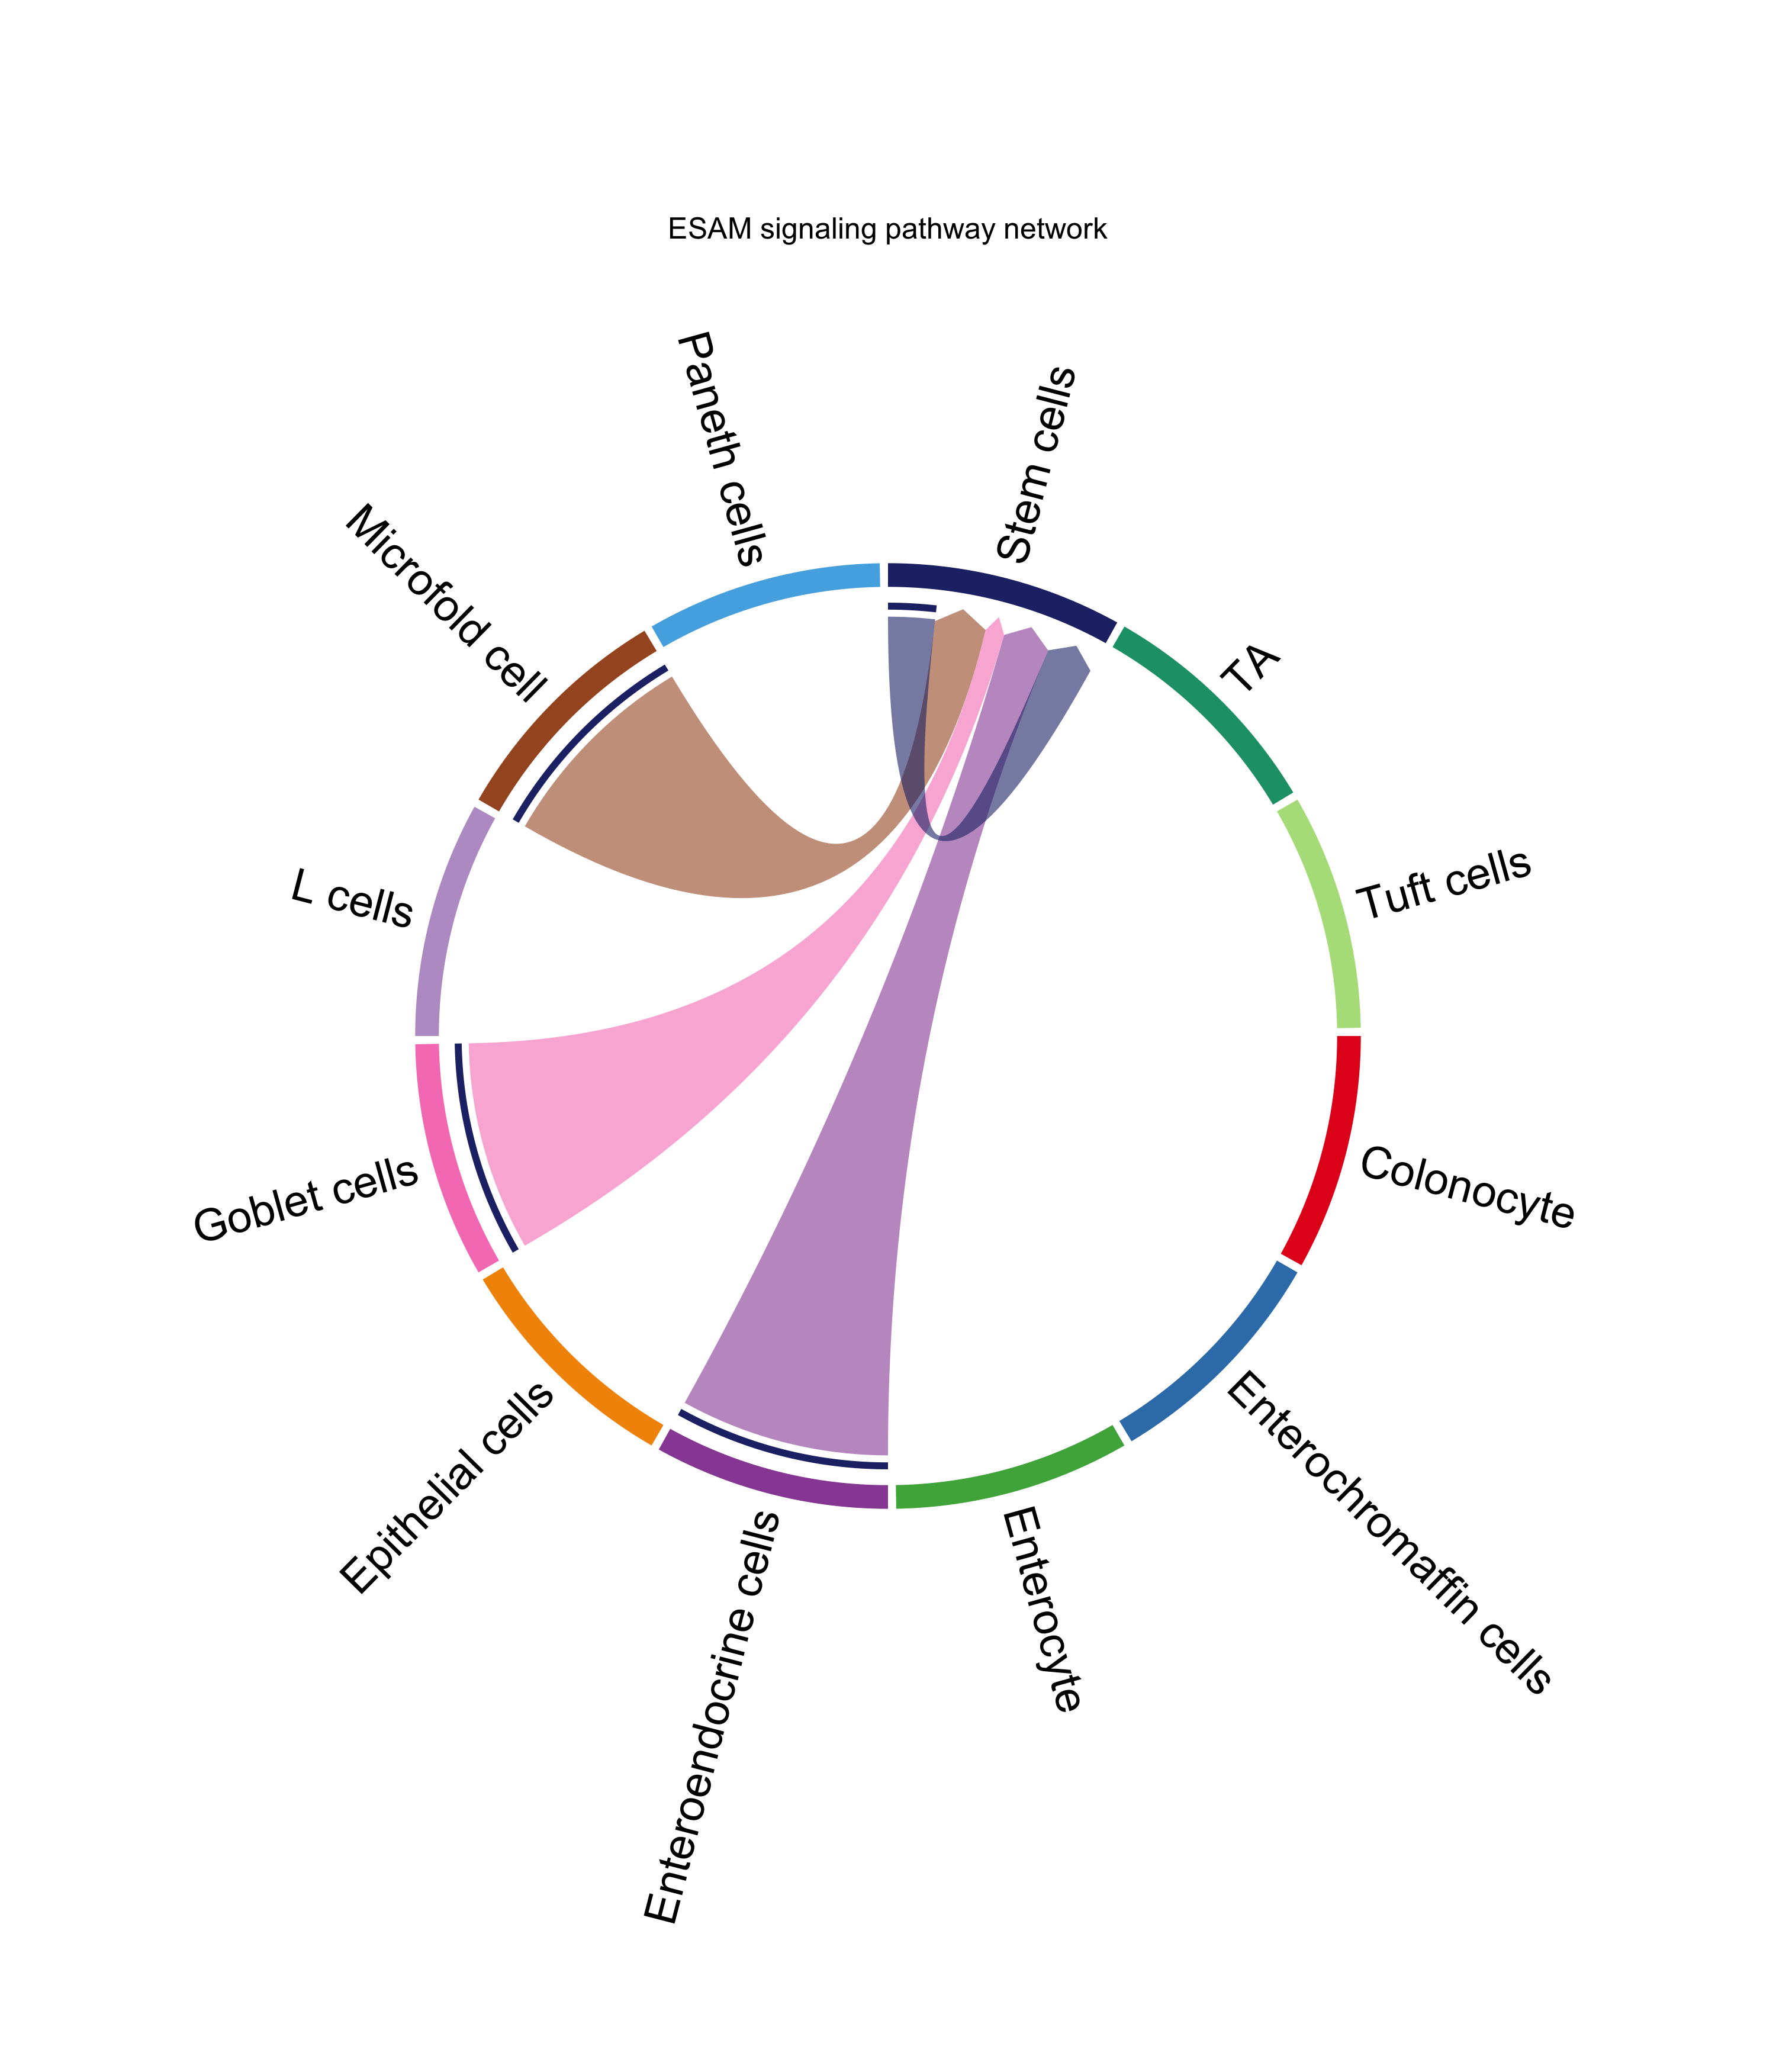 ESAM signaling pathway network
Paneth cells
Stem cells
Microfold cell
TA
L cells
Tuft cells
Goblet cells
Colonocyte
Epithelial cells
Enterochromaffin cells
Enteroendocrine cells
Enterocyte